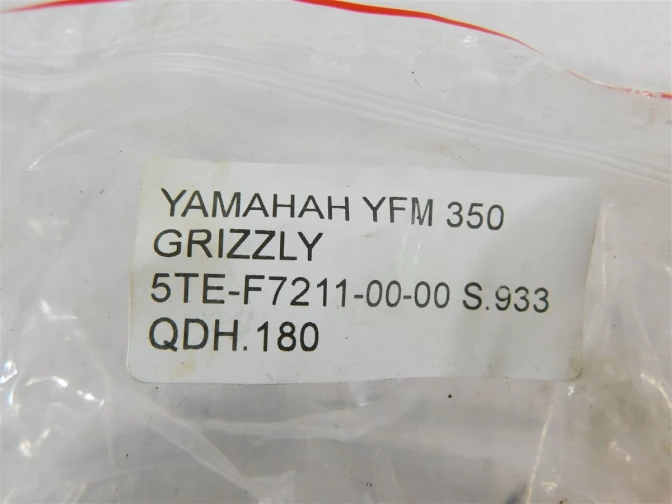 YAMAHAH YFM 350
GRIZZLY
5TE-F7211-00-00 S.933
QDH.180